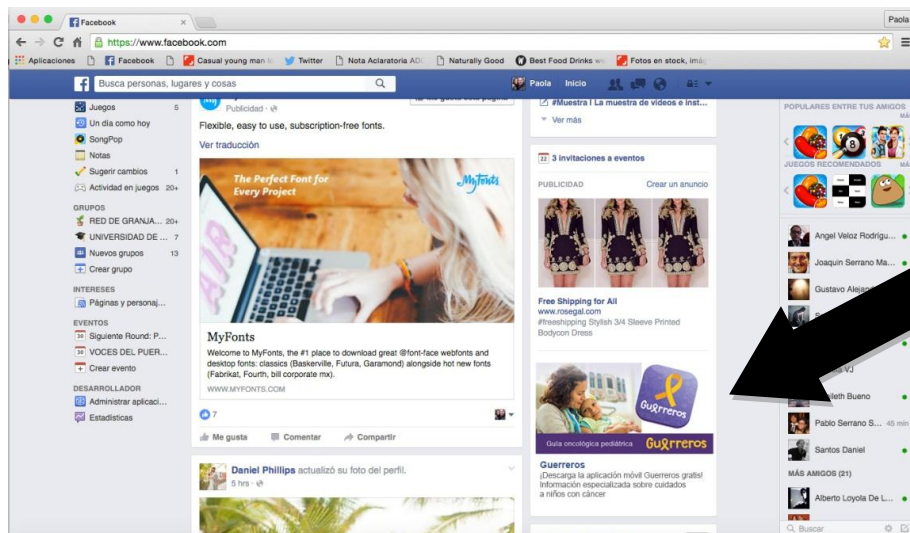 Facebook
Paola
https://www.facebook.com
Aplicaciones
Facebook
Casual young man
Twitter
Nota Aclaratoria
Naturally Good
Best Food Drinks
Fotos en stock,
Busca personas, lugares y cosas
Paola
Inicio
Juegos 5
Un día como hoy
SongPop
Notas
Sugerir cambios 1
Actividad en juegos 20+
GRUPOS
RED DE GRANJA... 20+
UNIVERSIDAD DE ... 7
Nuevos grupos 13
Crear grupo
INTERESES
Páginas y personaj...
EVENTOS
Siguiente Round: P...
VOCES DEL PUER...
Crear evento
DESARROLLADOR
Administrar aplicaci...
Estadísticas
Publicidad
Flexible, easy to use, subscription-free fonts.
Ver traducción
The Perfect Font for
Every Project
MyFonts
MyFonts
Welcome to MyFonts, the #1 place to download great @font-face webfonts and
desktop fonts: classics (Baskerville, Futura, Garamond) alongside hot new fonts
(Fabrikat, Fourth, bill corporate mx).
WWW.MYFONTS.COM
7
Me gusta Comentar Compartir
Daniel Phillips actualizó su foto del perfil.
5 hrs
#Muestra I La muestra de videos e inst...
Ver más
22 3 invitaciones a eventos
PUBLICIDAD Crear un anuncio
Free Shipping for All
www.rosegal.com
#freeshipping Stylish 3/4 Sleeve Printed
Bodycon Dress
Guerreros
Guía oncológica pediátrica Guerreros
Guerreros
¡Descarga la aplicación móvil Guerreros gratis!
Información especializada sobre cuidados
a niños con cáncer
POPULARES ENTRE TUS AMIGOS
JUEGOS RECOMENDADOS
Angel Veloz Rodrigu...
Joaquin Serrano Ma...
Gustavo
VJ
Bueno
Pablo Serrano S... 45 min
Santos Daniel
MÁS AMIGOS (21)
Alberto Loyola De L...
Buscar